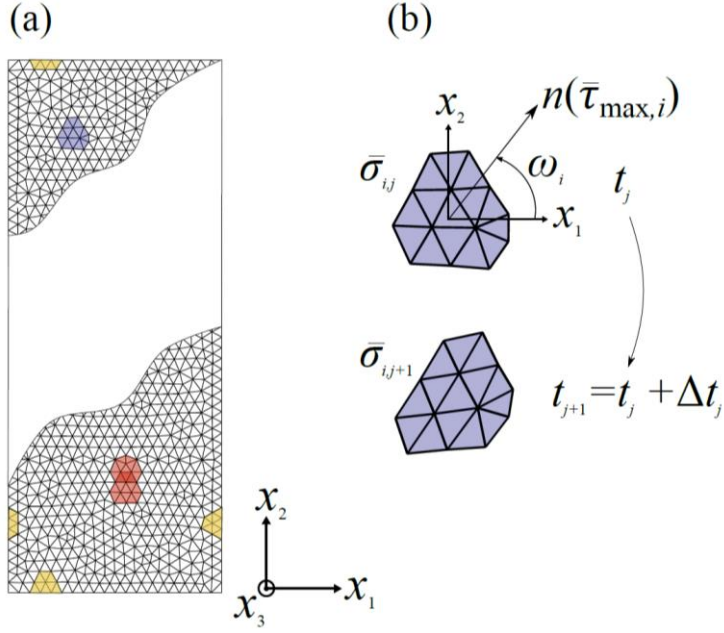 (a)
x₂
x₃
x₁
(b)
x₂
n(τ̄max,i)
σ̄i,j
ωi
tj
x₁
σ̄i,j+1
tj+1=tj+Δtj